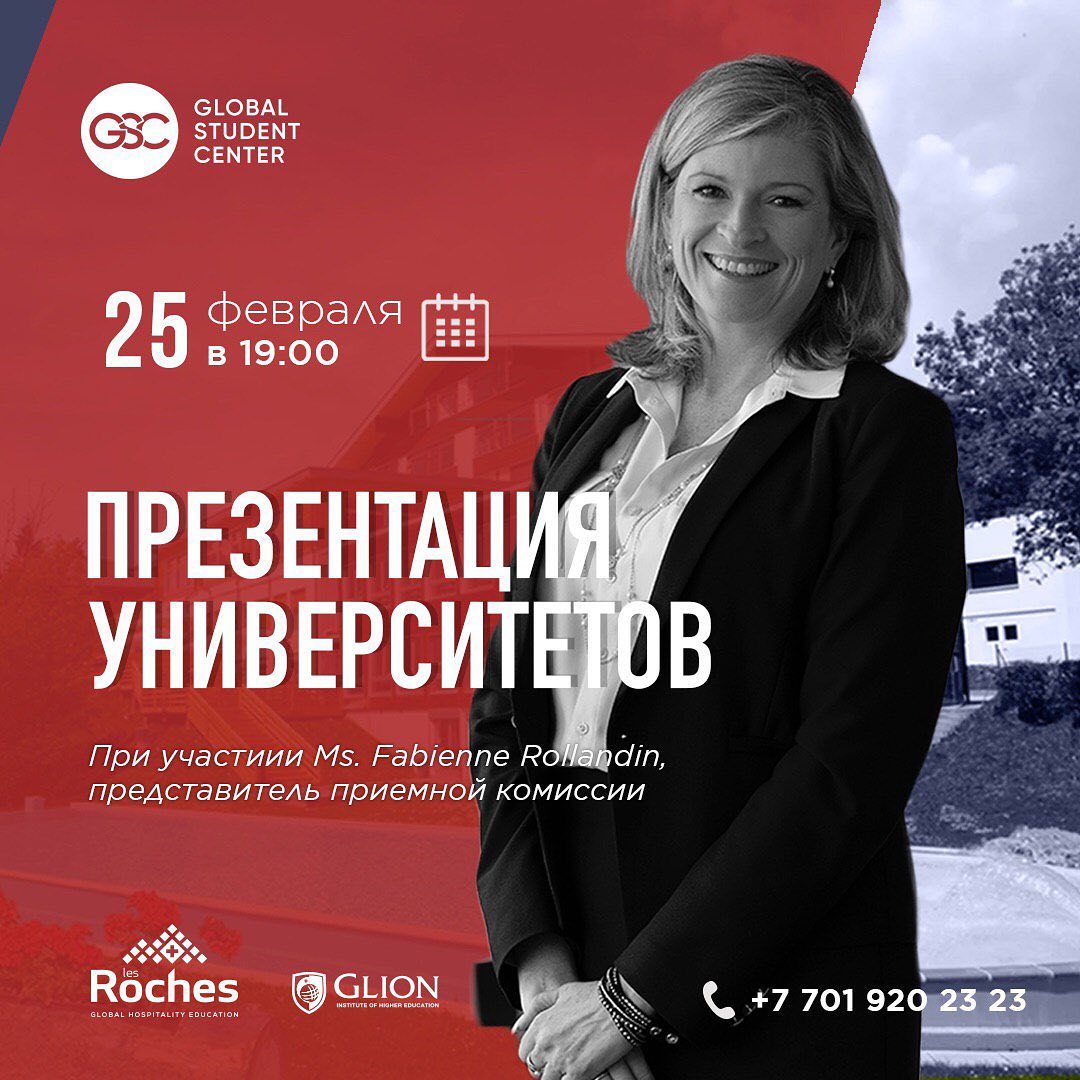 GSC
GLOBAL
STUDENT
CENTER
25 февраля
в 19:00
ПРЕЗЕНТАЦИЯ
УНИВЕРСИТЕТОВ
При участиии Ms. Fabienne Rollandin,
представитель приемной комиссии
les
Roches
GLOBAL HOSPITALITY EDUCATION
GLION
INSTITUTE OF HIGHER EDUCATION
+7 701 920 23 23